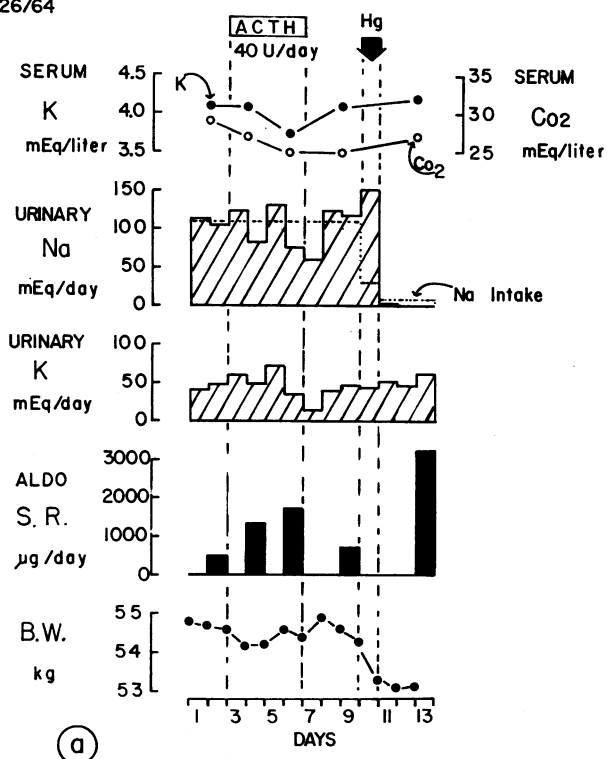 26/64
ACTH
40 U/day
Hg
SERUM
K
mEq/liter
4.5
4.0
3.5
K
Co2
35
30
25
SERUM
Co2
mEq/liter
URINARY
Na
mEq/day
150
100
50
0
Na Intake
URINARY
K
mEq/day
100
50
0
ALDO
S.R.
µg/day
3000
2000
1000
0
B.W.
kg
55
54
53
1 3 5 7 9 11 13
DAYS
a